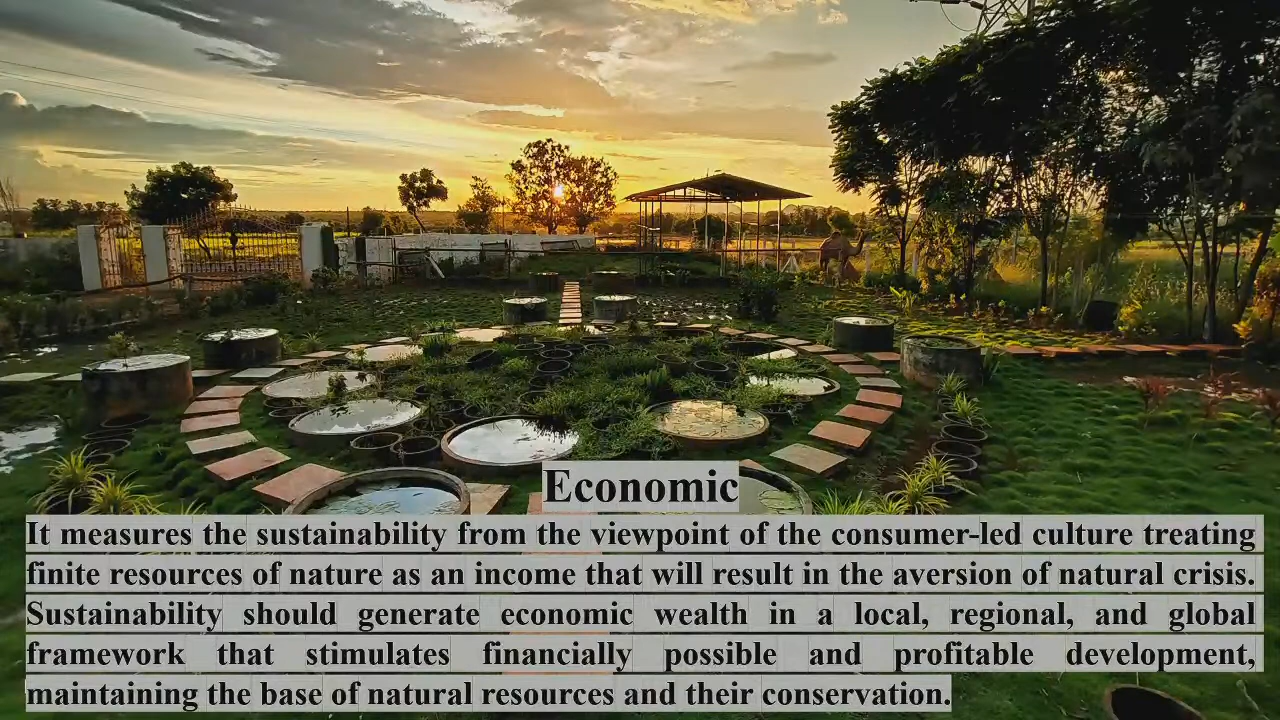 Economic
It measures the sustainability from the viewpoint of the consumer-led culture treating
finite resources of nature as an income that will result in the aversion of natural crisis.
Sustainability should generate economic wealth in a local, regional, and global
framework that stimulates financially possible and profitable development,
maintaining the base of natural resources and their conservation.